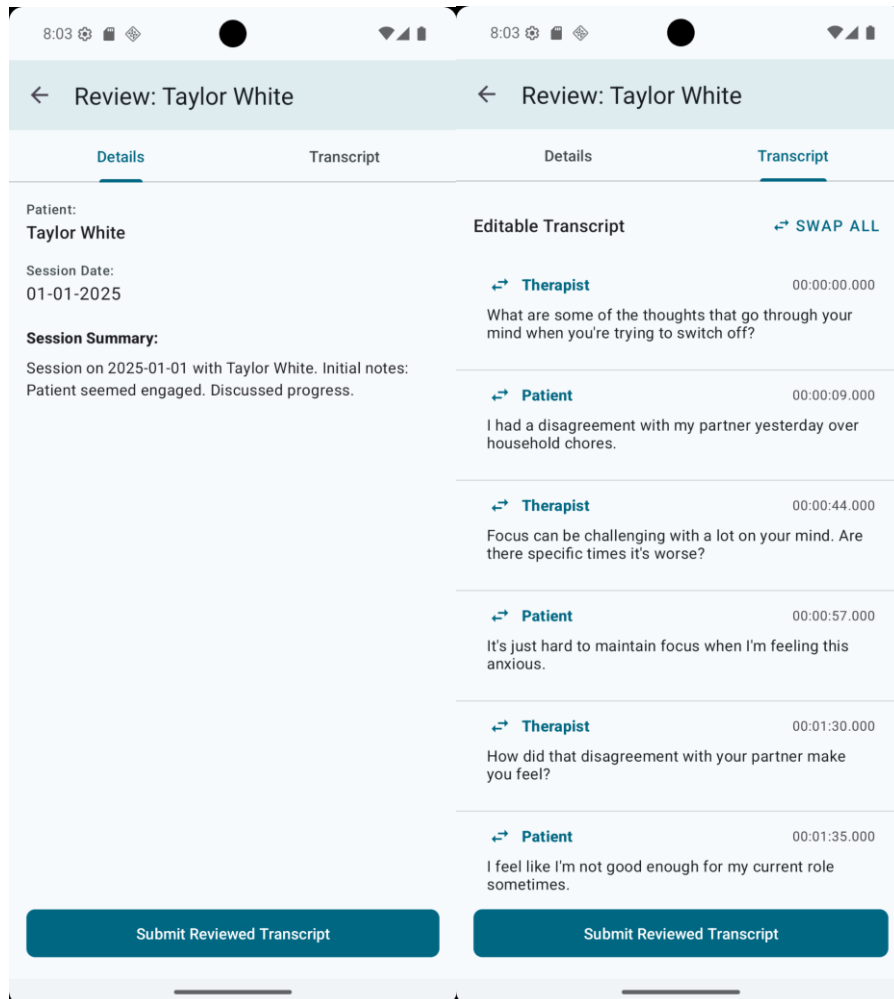 8:03
Review: Taylor White
Details
Transcript
Patient:
Taylor White
Session Date:
01-01-2025
Session Summary:
Session on 2025-01-01 with Taylor White. Initial notes:
Patient seemed engaged. Discussed progress.
Submit Reviewed Transcript
8:03
Review: Taylor White
Details
Transcript
Editable Transcript
SWAP ALL
Therapist
00:00:00.000
What are some of the thoughts that go through your
mind when you're trying to switch off?
Patient
00:00:09.000
I had a disagreement with my partner yesterday over
household chores.
Therapist
00:00:44.000
Focus can be challenging with a lot on your mind. Are
there specific times it's worse?
Patient
00:00:57.000
It's just hard to maintain focus when I'm feeling this
anxious.
Therapist
00:01:30.000
How did that disagreement with your partner make
you feel?
Patient
00:01:35.000
I feel like I'm not good enough for my current role
sometimes.
Submit Reviewed Transcript